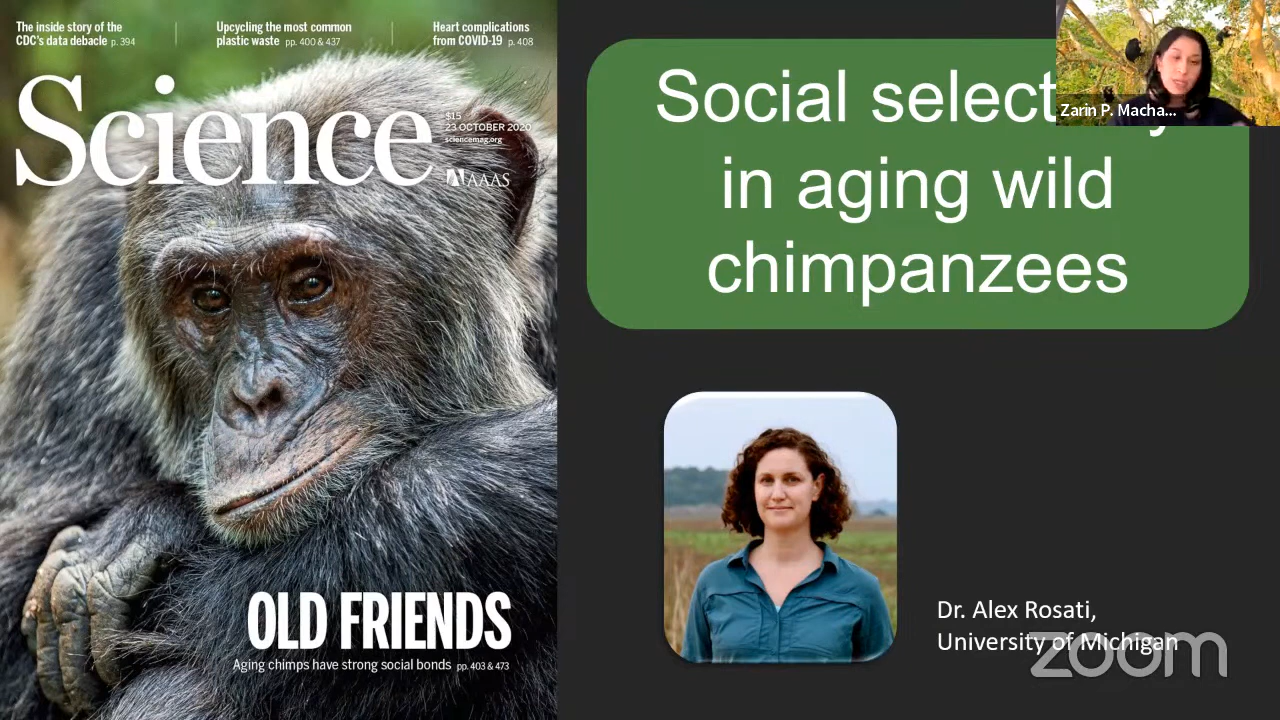 The inside story of the
CDC's data debacle p. 394
Upcycling the most common
plastic waste pp. 400 & 437
Heart complications
from COVID-19 p. 408
Science
$15
23 OCTOBER 2020
sciencemag.org
AAAS
OLD FRIENDS
Aging chimps have strong social bonds pp. 403 & 473
Social select
in aging wild
chimpanzees
Zarin P. Macha...
Dr. Alex Rosati,
University of Michigan
zoom